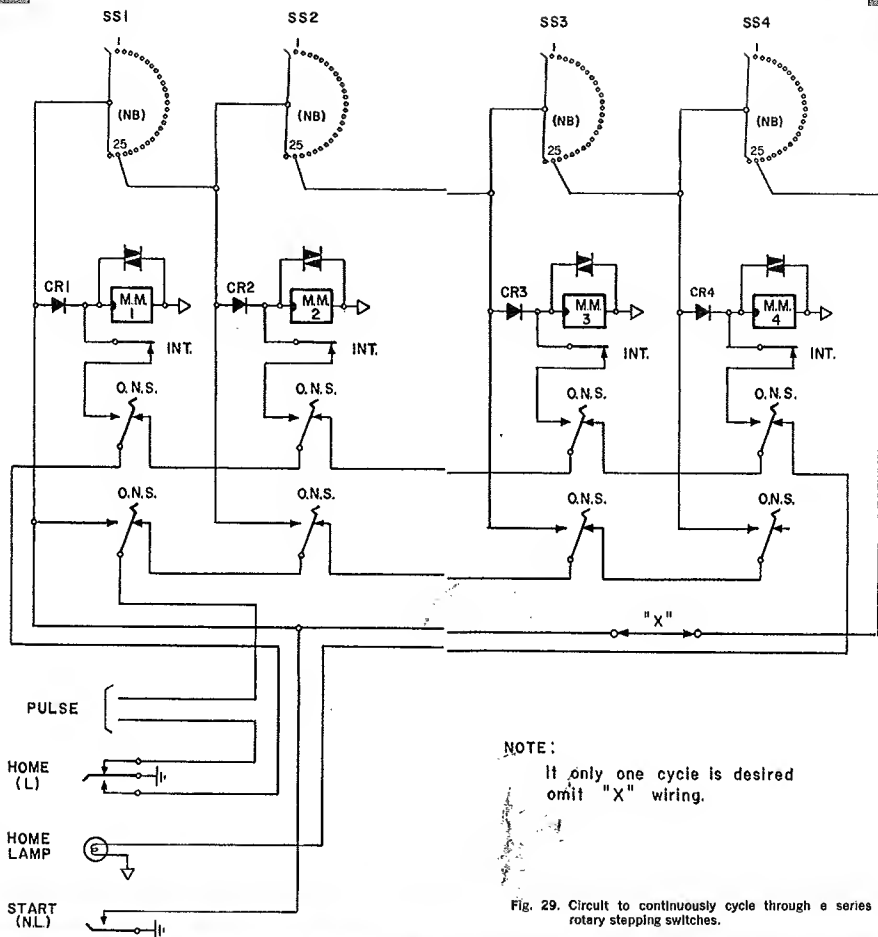 SS1 SS2 SS3 SS4
1 1 1 1
(NB) (NB) (NB) (NB)
25 25 25 25
CR1 M.M. 1 CR2 M.M. 2 CR3 M.M. 3 CR4 M.M. 4
INT. INT. INT. INT.
O.N.S. O.N.S. O.N.S. O.N.S.
O.N.S. O.N.S. O.N.S. O.N.S.
"X"
PULSE
HOME
(L)
HOME
LAMP
START
(N.L.)
NOTE:
It only one cycle is desired
omit "X" wiring.
Fig. 29. Circuit to continuously cycle through e series
rotary stepping switches.